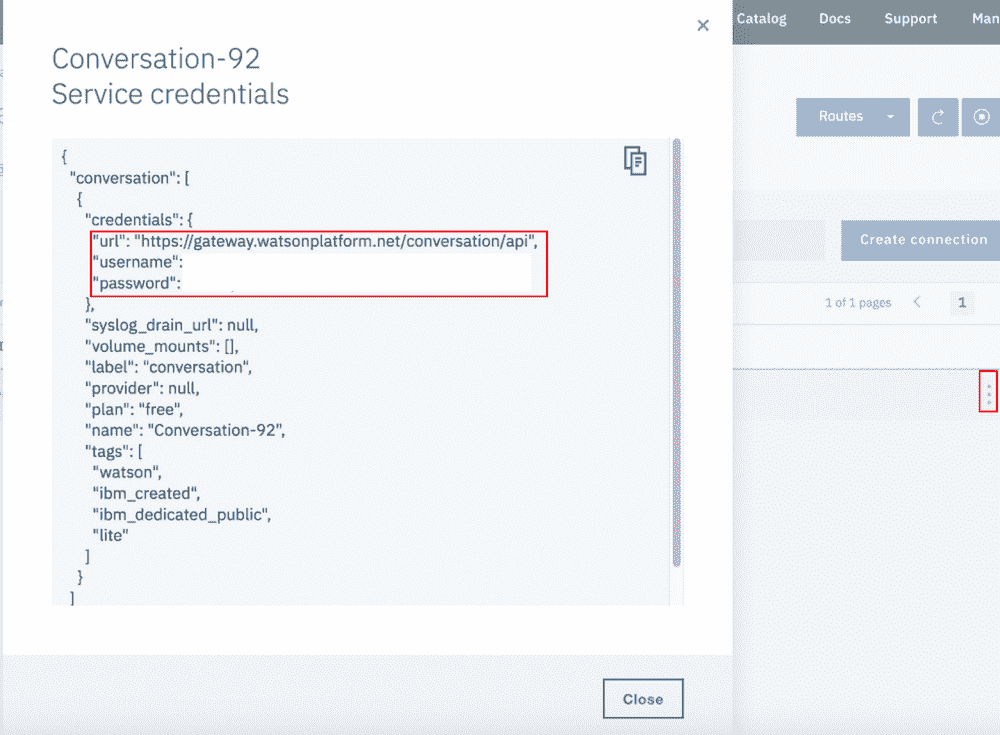 Catalog Docs Support Man
Conversation-92
Service credentials
Routes
{
"conversation": [
{
"credentials": {
"url": "https://gateway.watsonplatform.net/conversation/api",
"username":
"password":
},
"syslog_drain_url": null,
"volume_mounts": [],
"label": "conversation",
"provider": null,
"plan": "free",
"name": "Conversation-92",
"tags": [
"watson",
"ibm_created",
"ibm_dedicated_public",
"lite"
]
}
]
Create connection
1 of 1 pages
1
Close